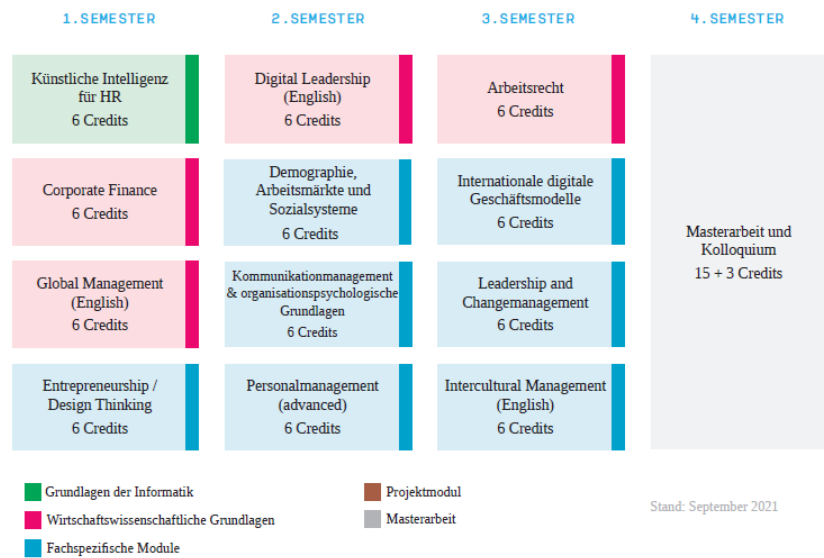 1.SEMESTER
2.SEMESTER
3.SEMESTER
4.SEMESTER
Künstliche Intelligenz
für HR
6 Credits
Digital Leadership
(English)
6 Credits
Arbeitsrecht
6 Credits
Corporate Finance
6 Credits
Demographie,
Arbeitsmärkte und
Sozialsysteme
6 Credits
Internationale digitale
Geschäftsmodelle
6 Credits
Masterarbeit und
Kolloquium
15 + 3 Credits
Global Management
(English)
6 Credits
Kommunikationmanagement
& organisationspsychologische
Grundlagen
6 Credits
Leadership and
Changemanagement
6 Credits
Entrepreneurship /
Design Thinking
6 Credits
Personalmanagement
(advanced)
6 Credits
Intercultural Management
(English)
6 Credits
Grundlagen der Informatik
Wirtschaftswissenschaftliche Grundlagen
Fachspezifische Module
Projektmodul
Masterarbeit
Stand: September 2021